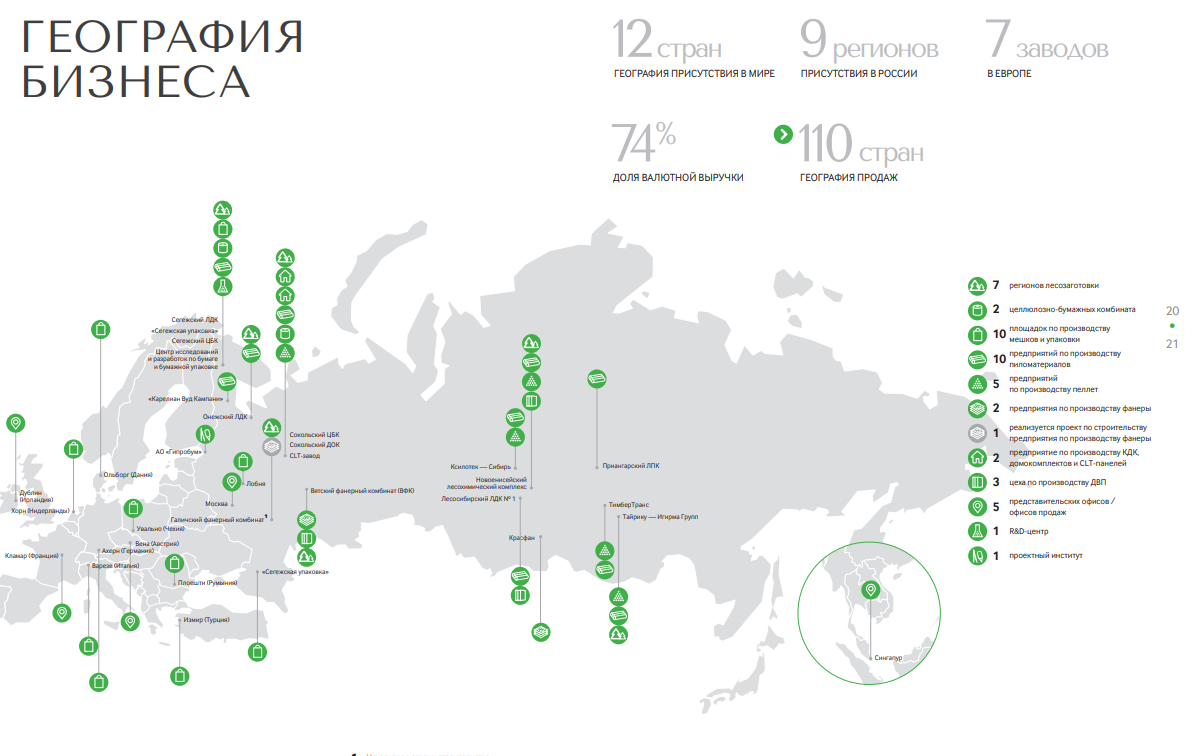 ГЕОГРАФИЯ
БИЗНЕСА
12 стран
ГЕОГРАФИЯ ПРИСУТСТВИЯ В МИРЕ
9 регионов
ПРИСУТСТВИЯ В РОССИИ
7 заводов
В ЕВРОПЕ
74%
ДОЛЯ ВАЛЮТНОЙ ВЫРУЧКИ
110 стран
ГЕОГРАФИЯ ПРОДАЖ
Сегежский ЛДК
«Сегежская упаковка»
Сегежский ЦБК
Центр исследований
и разработок по бумаге
и бумажной упаковке
«Карелиан Вуд Кампани»
Онежский ЛДК
АО «Гипробум»
Сокольский ЦБК
Сокольский ДОК
CLT-завод
Лобня
Москва
Галичский фанерный комбинат1
Вятский фанерный комбинат (ВФК)
«Сегежская упаковка»
Дублин
(Ирландия)
Хорн (Нидерланды)
Ольборг (Дания)
Увально (Чехия)
Вена (Австрия)
Ахерн (Германия)
Кламар (Франция)
Варезе (Италия)
Плоешти (Румыния)
Измир (Турция)
Ксилотек — Сибирь
Новоенисейский
лесохимический комплекс
Лесосибирский ЛДК № 1
Красфан
Приангарский ЛПК
ТимберТранс
Тайрику — Игирма Групп
Сингапур
7 регионов лесозаготовки
2 целлюлозно-бумажных комбината
10 площадок по производству
мешков и упаковки
10 предприятий по производству
пиломатериалов
5 предприятий
по производству пеллет
2 предприятия по производству фанеры
1 реализуется проект по строительству
предприятия по производству фанеры
2 предприятие по производству КДК,
домокомплектов и CLT-панелей
3 цеха по производству ДВП
5 представительских офисов /
офисов продаж
1 R&D-центр
1 проектный институт
20
21